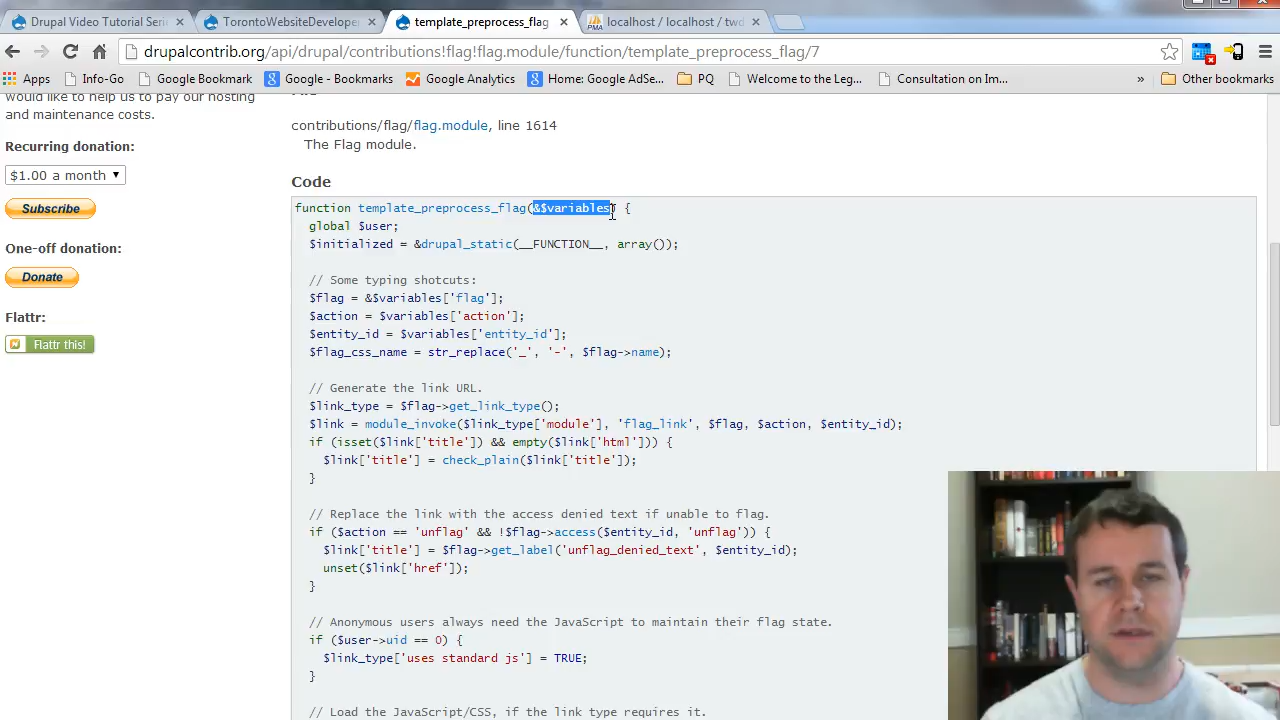 Drupal Video Tutorial Serie
TorontoWebsiteDeveloper
template_preprocess_flag
localhost / localhost / twd
drupalcontrib.org/api/drupal/contributions!flag!flag.module/function/template_preprocess_flag/7
Apps
Info-Go
Google Bookmark
Google - Bookmarks
Google Analytics
Home: Google AdSe...
PQ
Welcome to the Leg...
Consultation on Im...
»
Other bookmarks
would like to help us to pay our hosting
and maintenance costs.
Recurring donation:
$1.00 a month
Subscribe
One-off donation:
Donate
Flattr:
Flattr this!
contributions/flag/flag.module, line 1614
The Flag module.
Code
function template_preprocess_flag(&$variables) {
global $user;
$initialized = &drupal_static(__FUNCTION__, array());
// Some typing shotcuts:
$flag = &$variables['flag'];
$action = $variables['action'];
$entity_id = $variables['entity_id'];
$flag_css_name = str_replace('_', '-', $flag->name);
// Generate the link URL.
$link_type = $flag->get_link_type();
$link = module_invoke($link_type['module'], 'flag_link', $flag, $action, $entity_id);
if (isset($link['title']) && empty($link['html'])) {
$link['title'] = check_plain($link['title']);
}
// Replace the link with the access denied text if unable to flag.
if ($action == 'unflag' && !$flag->access($entity_id, 'unflag')) {
$link['title'] = $flag->get_label('unflag_denied_text', $entity_id);
unset($link['href']);
}
// Anonymous users always need the JavaScript to maintain their flag state.
if ($user->uid == 0) {
$link_type['uses standard js'] = TRUE;
}
// Load the JavaScript/CSS, if the link type requires it.